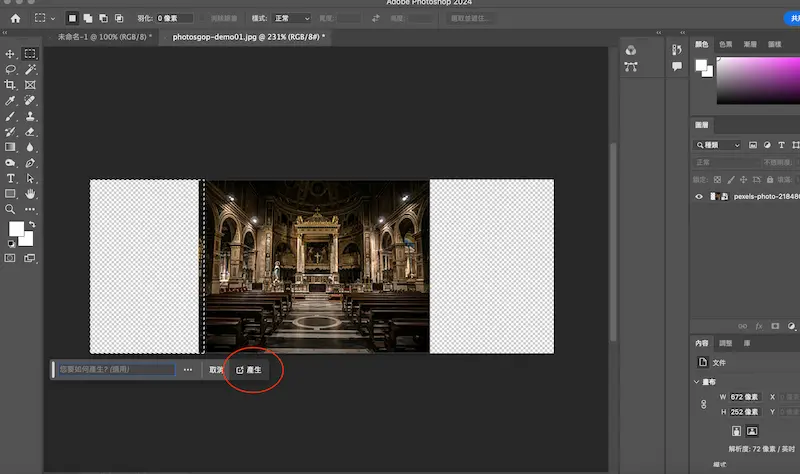 Adobe Photoshop 2024
羽化: 0 像素
消除鋸齒
樣式: 正常
寬度:
高度:
選取並遮住...
未命名-1 @ 100% (RGB/8) *
photosgop-demo01.jpg @ 231% (RGB/8#) *
顏色
色票
漸層
圖樣
圖層
種類
正常
不透明度:
鎖定:
填滿:
pexels-photo-218480
您要如何產生? (選用)
取消
產生
內容
調整
庫
文件
畫布
W 672 像素
X
H 252 像素
Y
解析度: 72 像素 / 英吋
模式